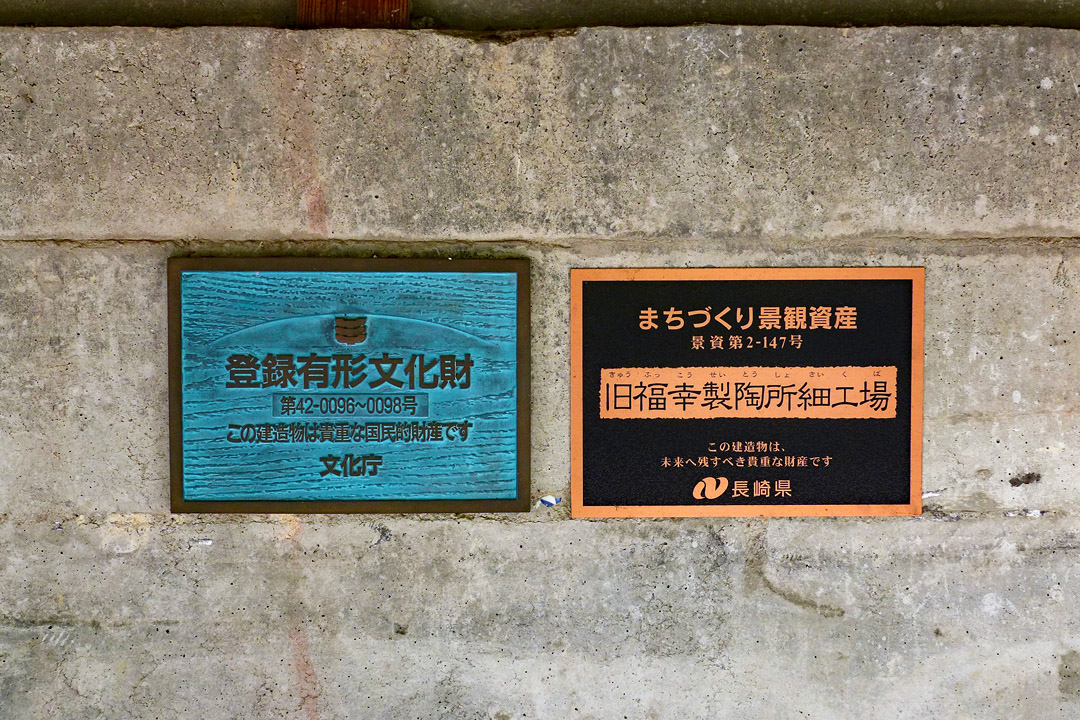 登録有形文化財
第42-0096~0098号
この建造物は貴重な国民的財産です
文化庁
まちづくり景観資産
景資第2-147号
きゅう ふっ こう せい とう しょ さい く ば
旧福幸製陶所細工場
この建造物は、
未来へ残すべき貴重な財産です
長崎県